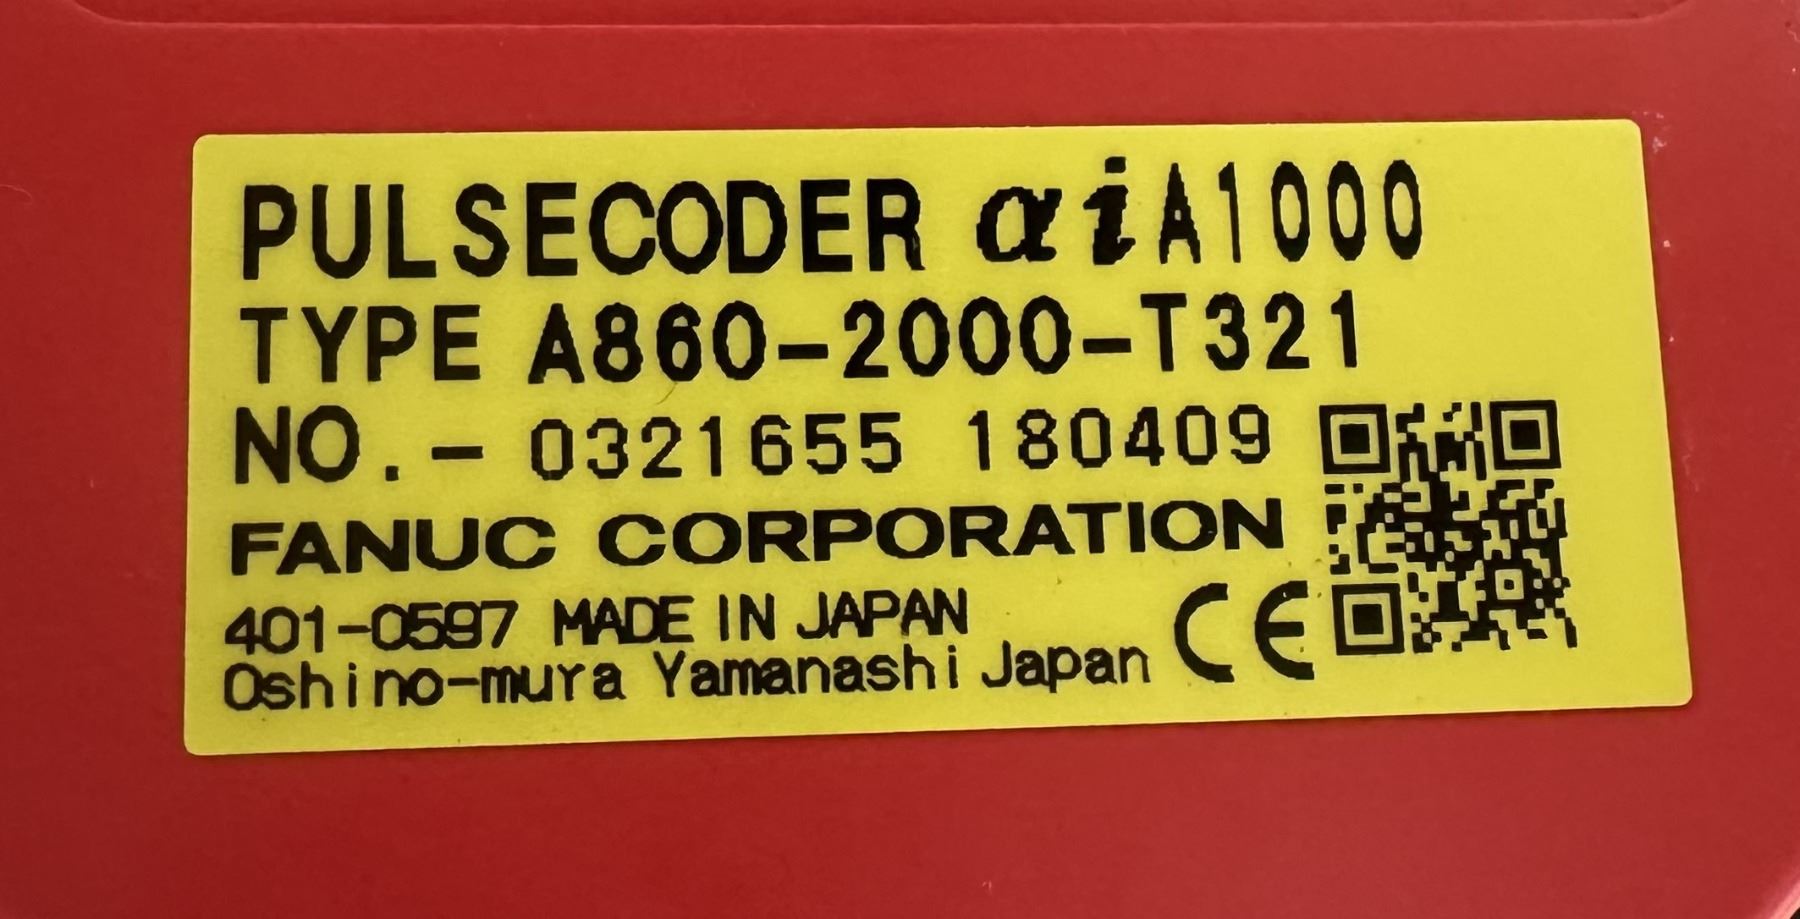 PULSECODER αiA1000
TYPE A860-2000-T321
NO.- 0321655 180409
FANUC CORPORATION
401-0597 MADE IN JAPAN
Oshino-mura Yamanashi Japan CE